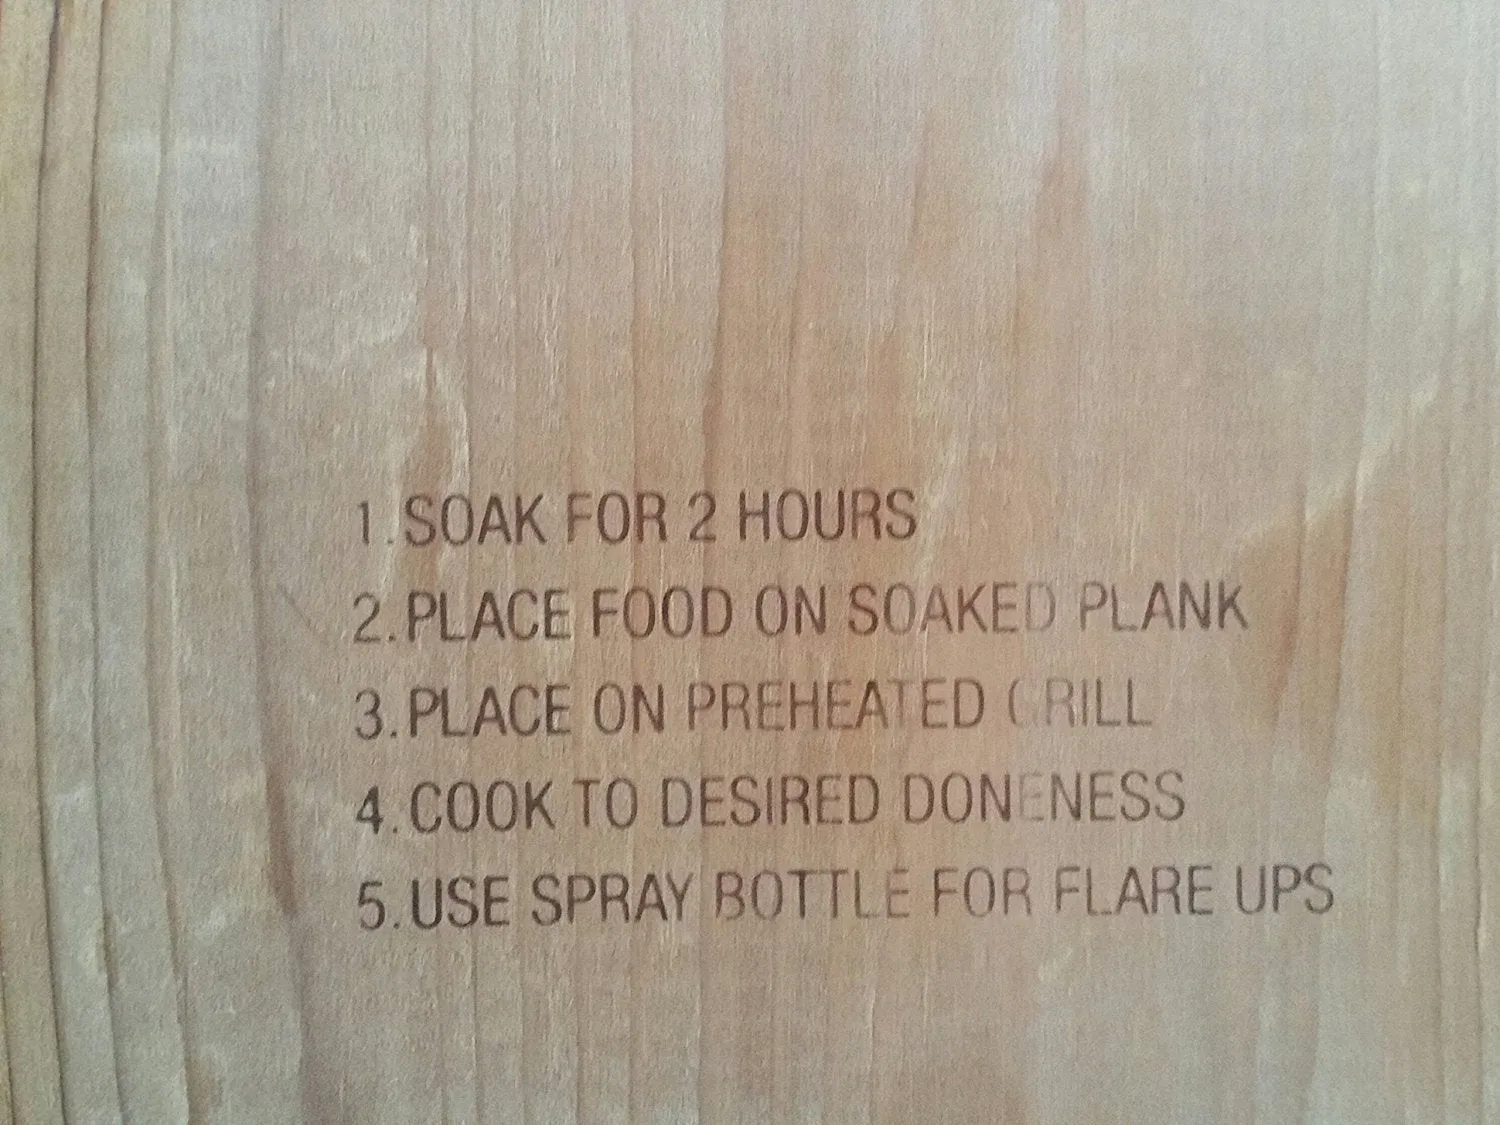 1. SOAK FOR 2 HOURS
2. PLACE FOOD ON SOAKED PLANK
3. PLACE ON PREHEATED GRILL
4. COOK TO DESIRED DONENESS
5. USE SPRAY BOTTLE FOR FLARE UPS